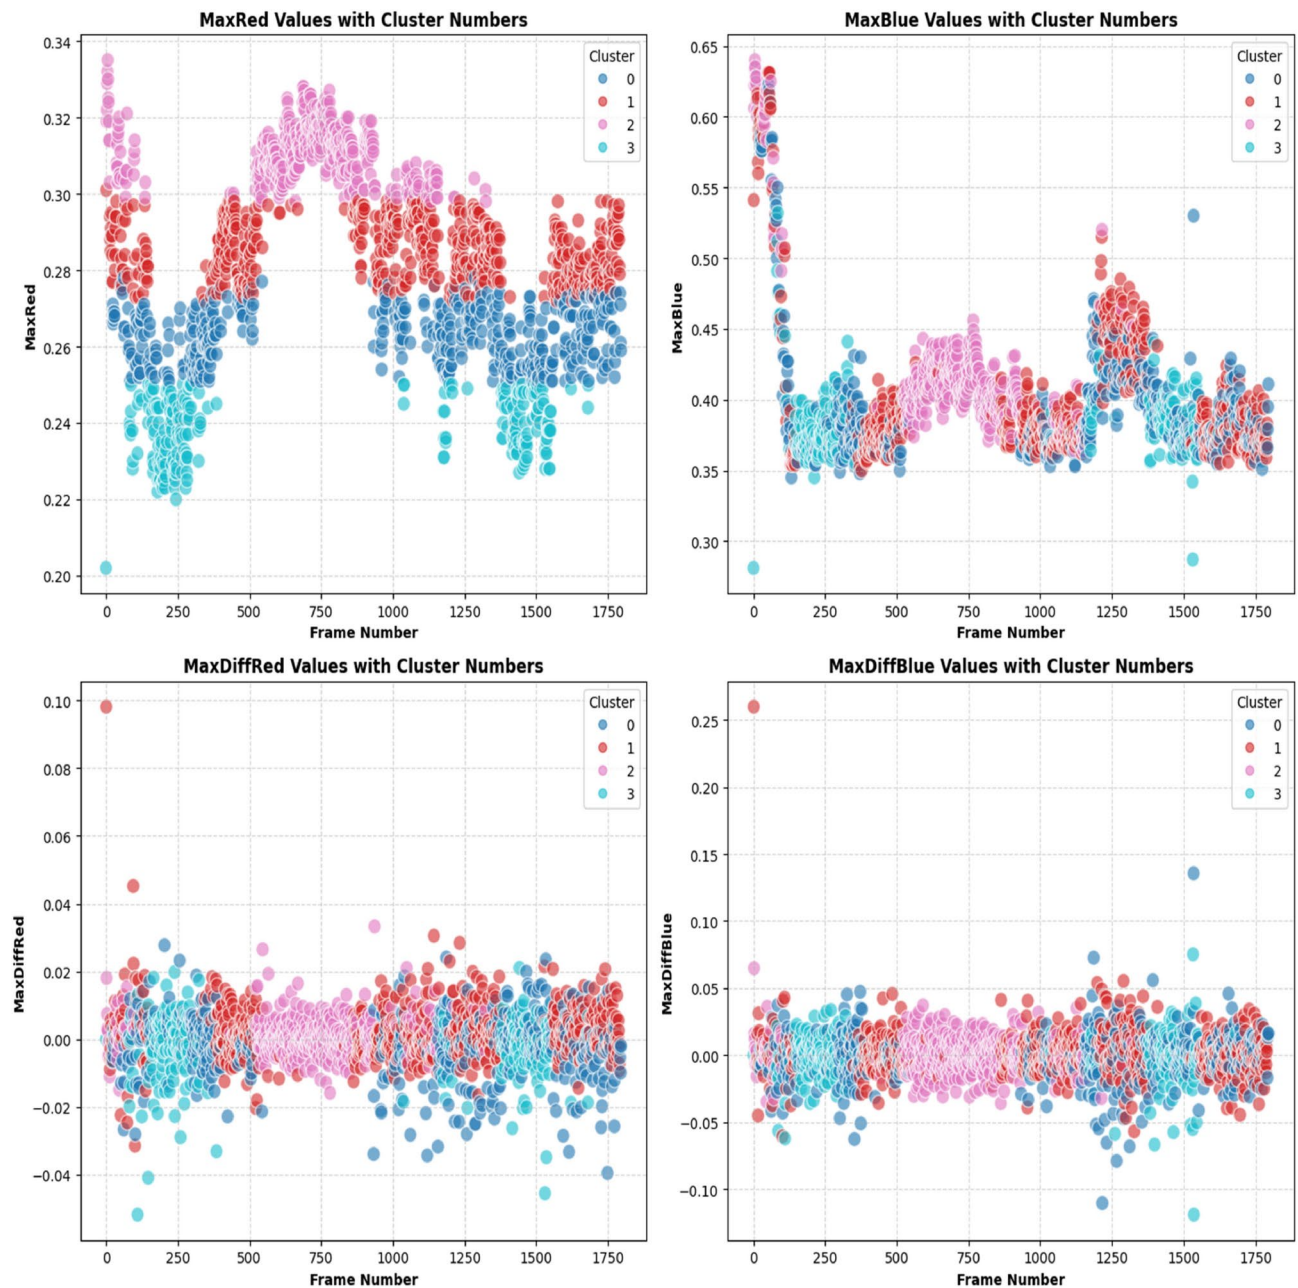 MaxRed Values with Cluster Numbers
MaxRed
0.34
0.32
0.30
0.28
0.26
0.24
0.22
0.20
Cluster
0
1
2
3
0 250 500 750 1000 1250 1500 1750
Frame Number
MaxBlue Values with Cluster Numbers
MaxBlue
0.65
0.60
0.55
0.50
0.45
0.40
0.35
0.30
Cluster
0
1
2
3
0 250 500 750 1000 1250 1500 1750
Frame Number
MaxDiffRed Values with Cluster Numbers
MaxDiffRed
0.10
0.08
0.06
0.04
0.02
0.00
−0.02
−0.04
Cluster
0
1
2
3
0 250 500 750 1000 1250 1500 1750
Frame Number
MaxDiffBlue Values with Cluster Numbers
MaxDiffBlue
0.25
0.20
0.15
0.10
0.05
0.00
−0.05
−0.10
Cluster
0
1
2
3
0 250 500 750 1000 1250 1500 1750
Frame Number